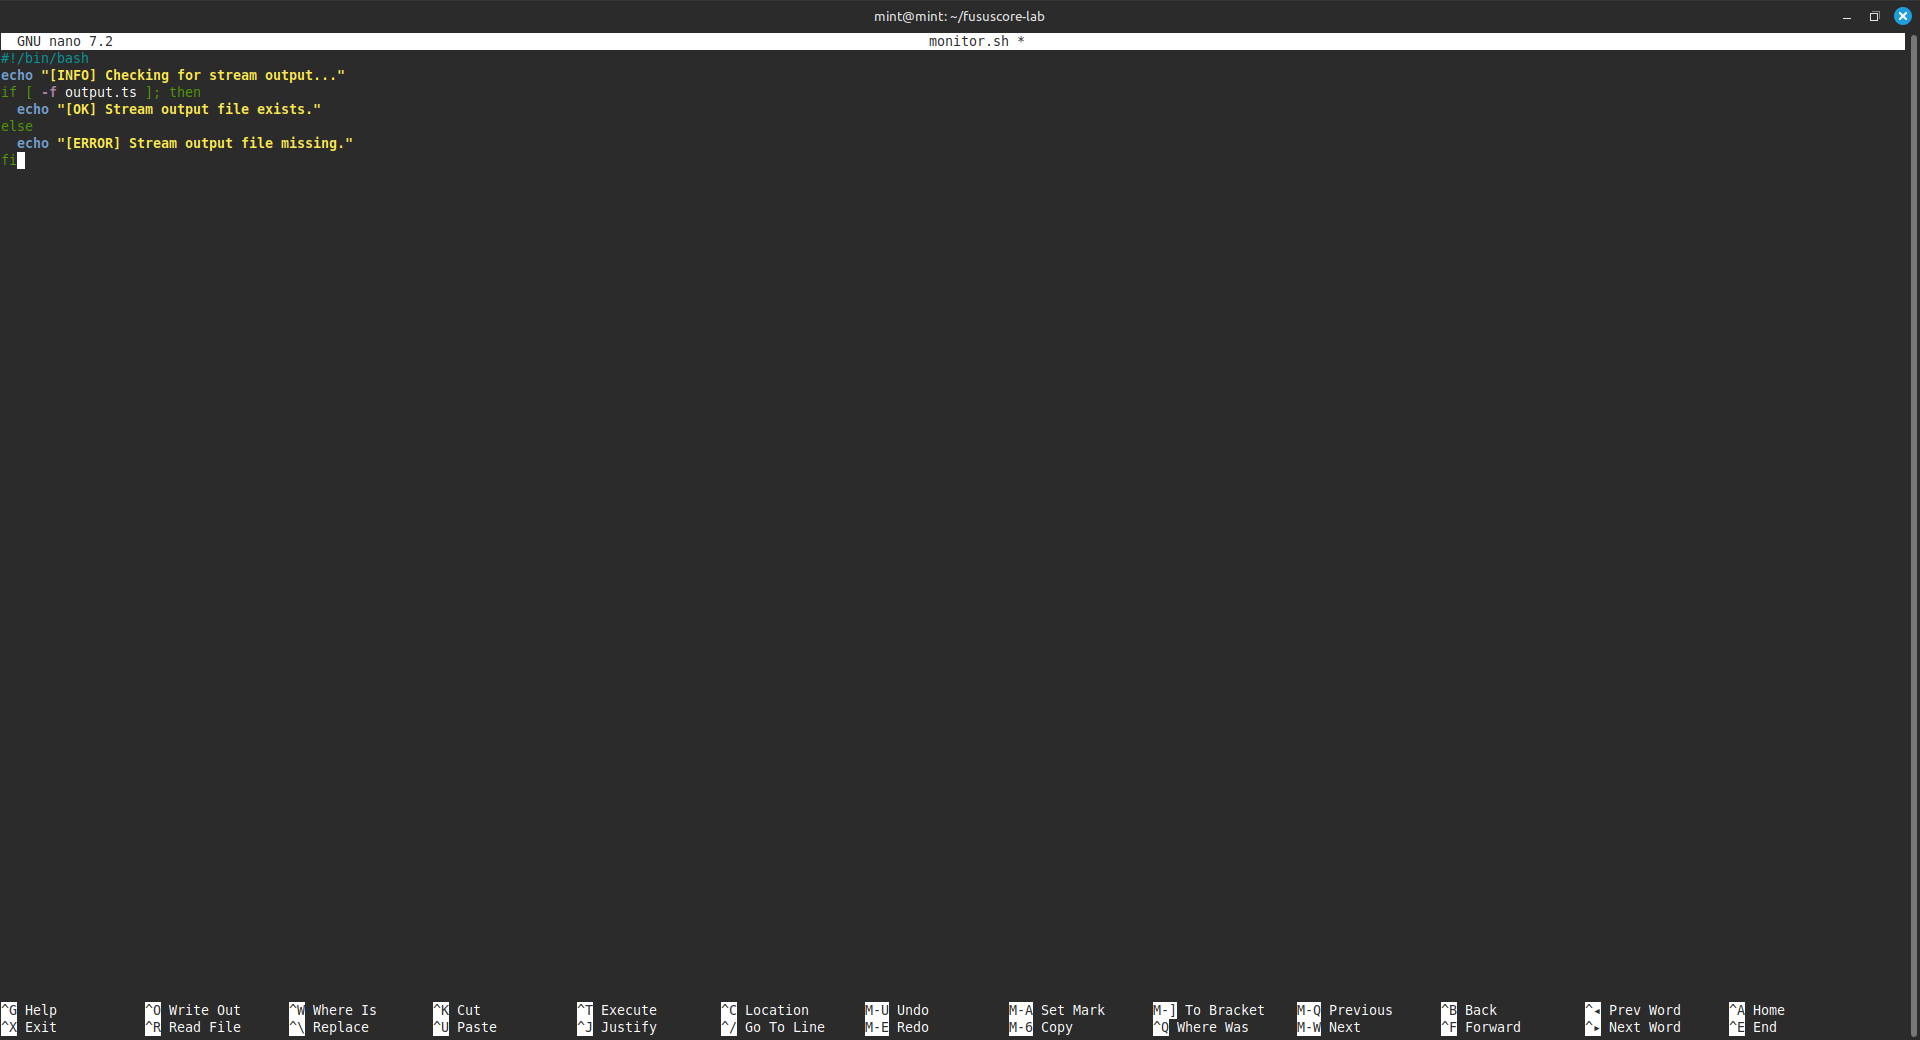 mint@mint: ~/fususcore-lab
GNU nano 7.2 monitor.sh *
#!/bin/bash
echo "[INFO] Checking for stream output..."
if [ -f output.ts ]; then
  echo "[OK] Stream output file exists."
else
  echo "[ERROR] Stream output file missing."
fi
^G Help ^O Write Out ^W Where Is ^K Cut ^T Execute ^C Location M-U Undo M-A Set Mark M-] To Bracket M-Q Previous ^B Back ^◂ Prev Word ^A Home
^X Exit ^R Read File ^\ Replace ^U Paste ^J Justify ^/ Go To Line M-E Redo M-6 Copy ^Q Where Was M-W Next ^F Forward ^▸ Next Word ^E End